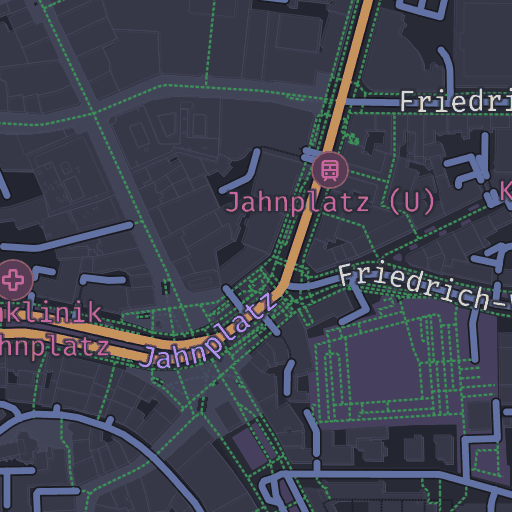 Friedri
Jahnplatz (U)
K
Friedrich-v
nklinik
hnplatz
Jahnplatz